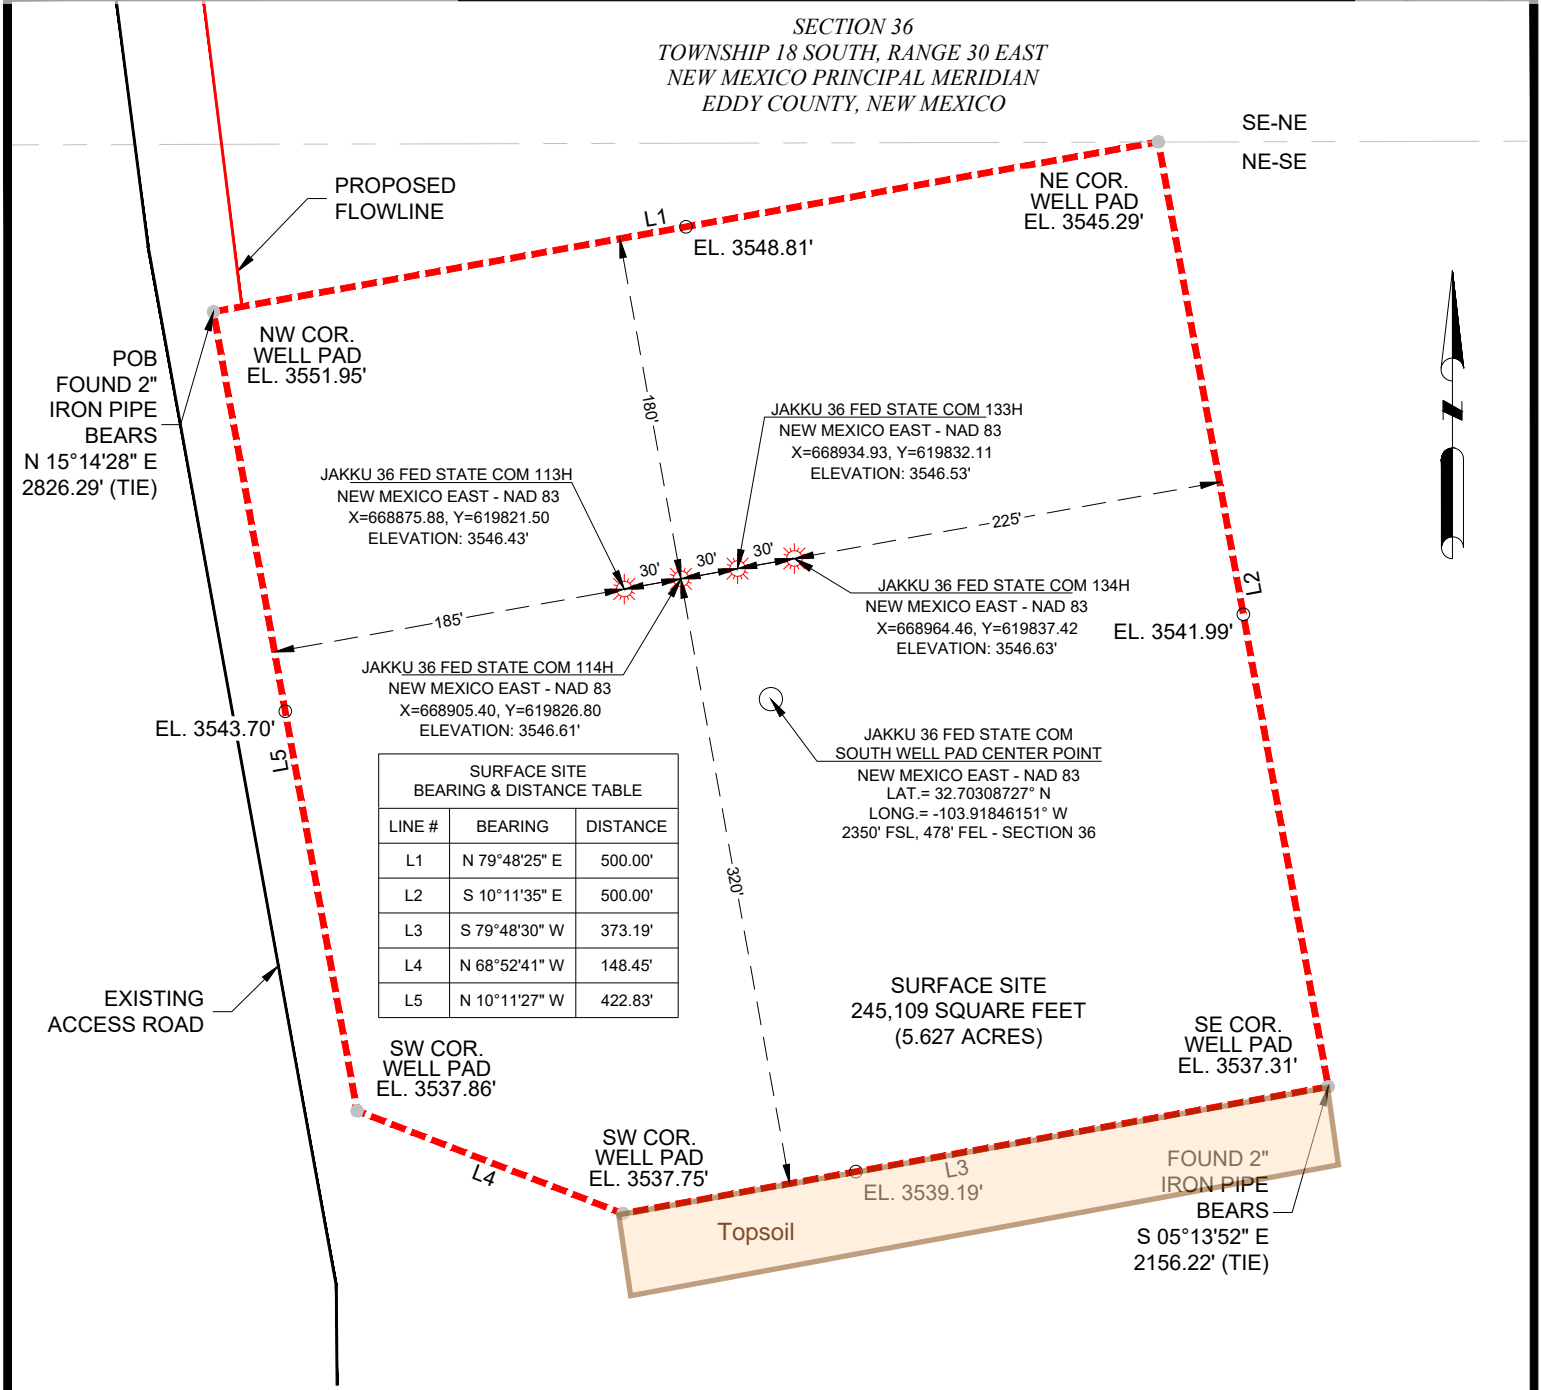 SECTION 36
TOWNSHIP 18 SOUTH, RANGE 30 EAST
NEW MEXICO PRINCIPAL MERIDIAN
EDDY COUNTY, NEW MEXICO
SE-NE
NE-SE
PROPOSED
FLOWLINE
L1
EL. 3548.81'
NE COR.
WELL PAD
EL. 3545.29'
NW COR.
WELL PAD
EL. 3551.95'
POB
FOUND 2"
IRON PIPE
BEARS
N 15°14'28" E
2826.29' (TIE)
180'
JAKKU 36 FED STATE COM 133H
NEW MEXICO EAST - NAD 83
X=668934.93, Y=619832.11
ELEVATION: 3546.53'
JAKKU 36 FED STATE COM 113H
NEW MEXICO EAST - NAD 83
X=668875.88, Y=619821.50
ELEVATION: 3546.43'
N
225'
30'
30'
30'
185'
JAKKU 36 FED STATE COM 134H
NEW MEXICO EAST - NAD 83
X=668964.46, Y=619837.42
ELEVATION: 3546.63'
L2
EL. 3541.99'
JAKKU 36 FED STATE COM 114H
NEW MEXICO EAST - NAD 83
X=668905.40, Y=619826.80
ELEVATION: 3546.61'
EL. 3543.70'
L5
JAKKU 36 FED STATE COM
SOUTH WELL PAD CENTER POINT
NEW MEXICO EAST - NAD 83
LAT.= 32.70308727° N
LONG.= -103.91846151° W
2350' FSL, 478' FEL - SECTION 36
SURFACE SITE
BEARING & DISTANCE TABLE
LINE # BEARING DISTANCE
L1 N 79°48'25" E 500.00'
L2 S 10°11'35" E 500.00'
L3 S 79°48'30" W 373.19'
L4 N 68°52'41" W 148.45'
L5 N 10°11'27" W 422.83'
320'
SURFACE SITE
245,109 SQUARE FEET
(5.627 ACRES)
EXISTING
ACCESS ROAD
SW COR.
WELL PAD
EL. 3537.86'
SE COR.
WELL PAD
EL. 3537.31'
SW COR.
WELL PAD
EL. 3537.75'
L4
L3
EL. 3539.19'
FOUND 2"
IRON PIPE
BEARS
S 05°13'52" E
2156.22' (TIE)
Topsoil